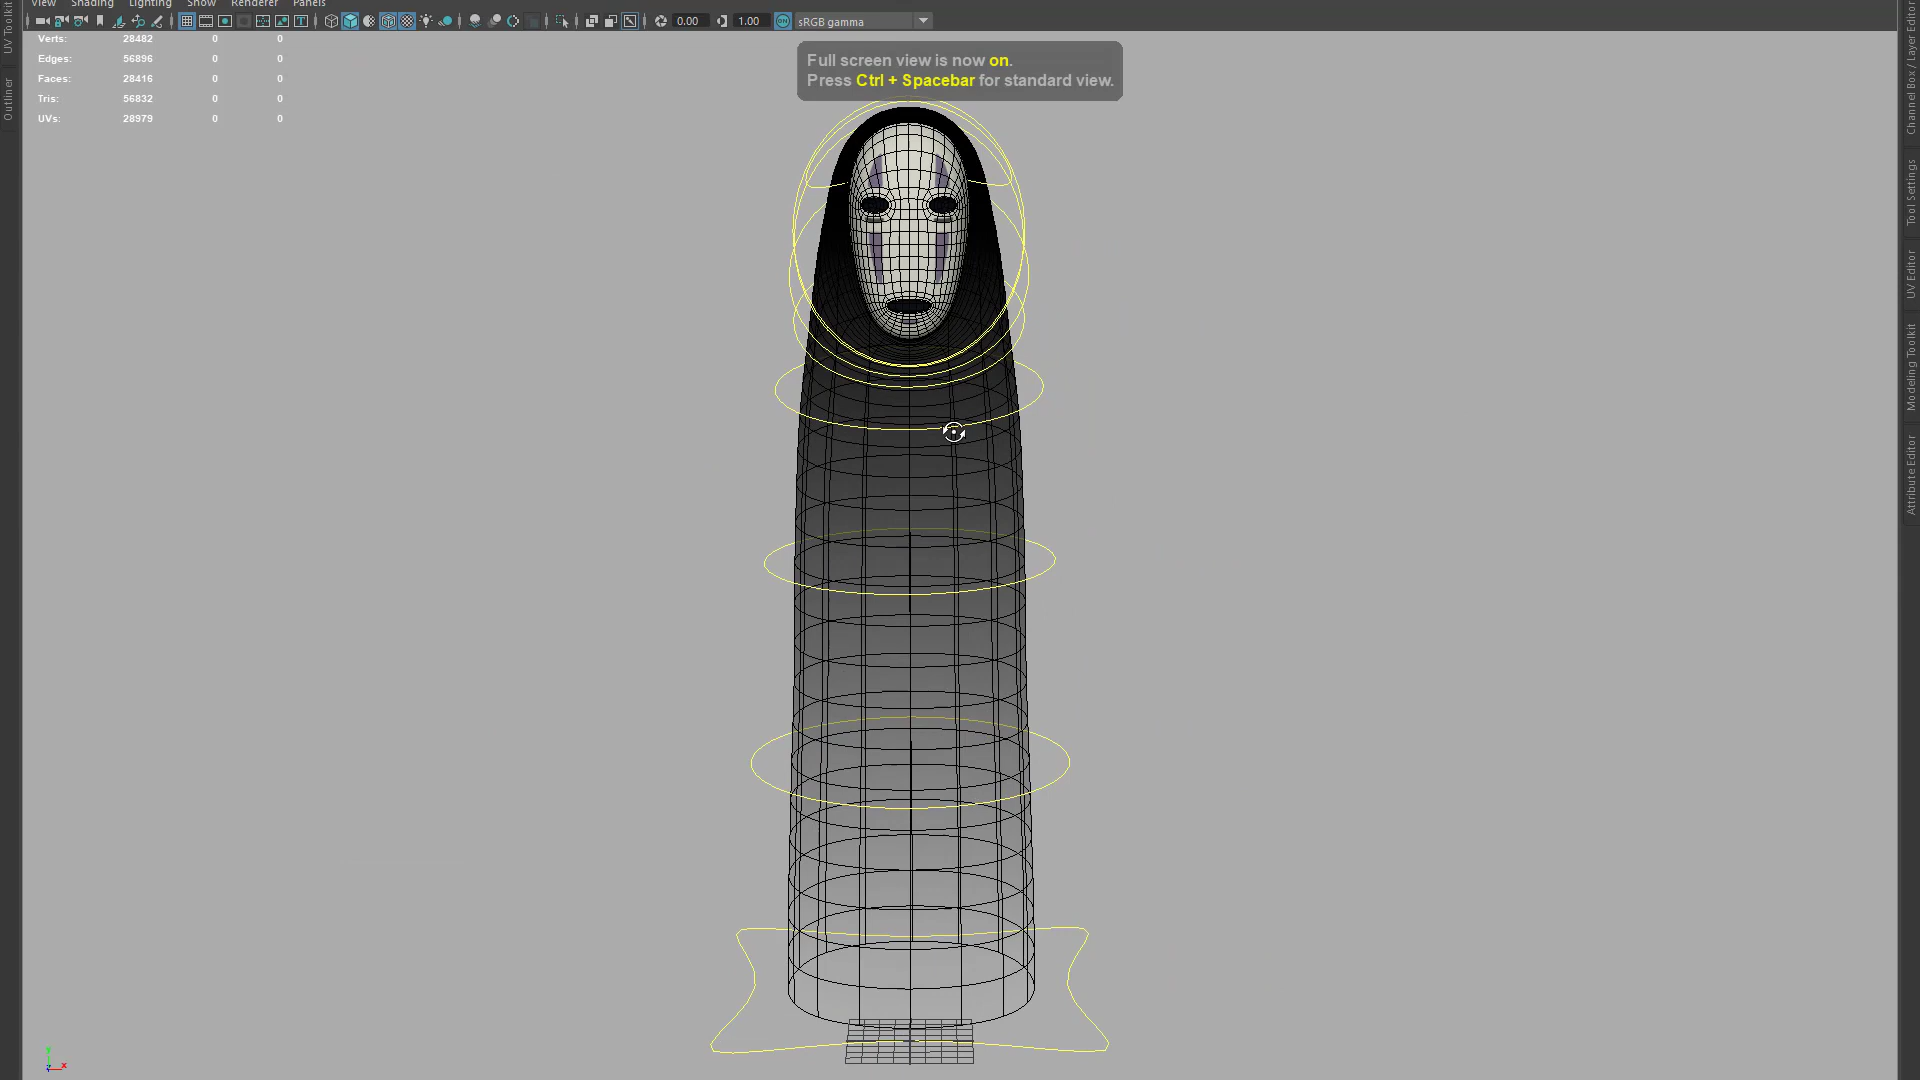 View Shading Lighting Show Renderer Panels
0.00 1.00 ON sRGB gamma
Verts: 28482 0 0
Edges: 56896 0 0
Faces: 28416 0 0
Tris: 56832 0 0
UVs: 28979 0 0
Full screen view is now on.
Press Ctrl + Spacebar for standard view.
UV Toolkit
Outliner
Channel Box / Layer Editor
Tool Settings
UV Editor
Modeling Toolkit
Attribute Editor
y
x